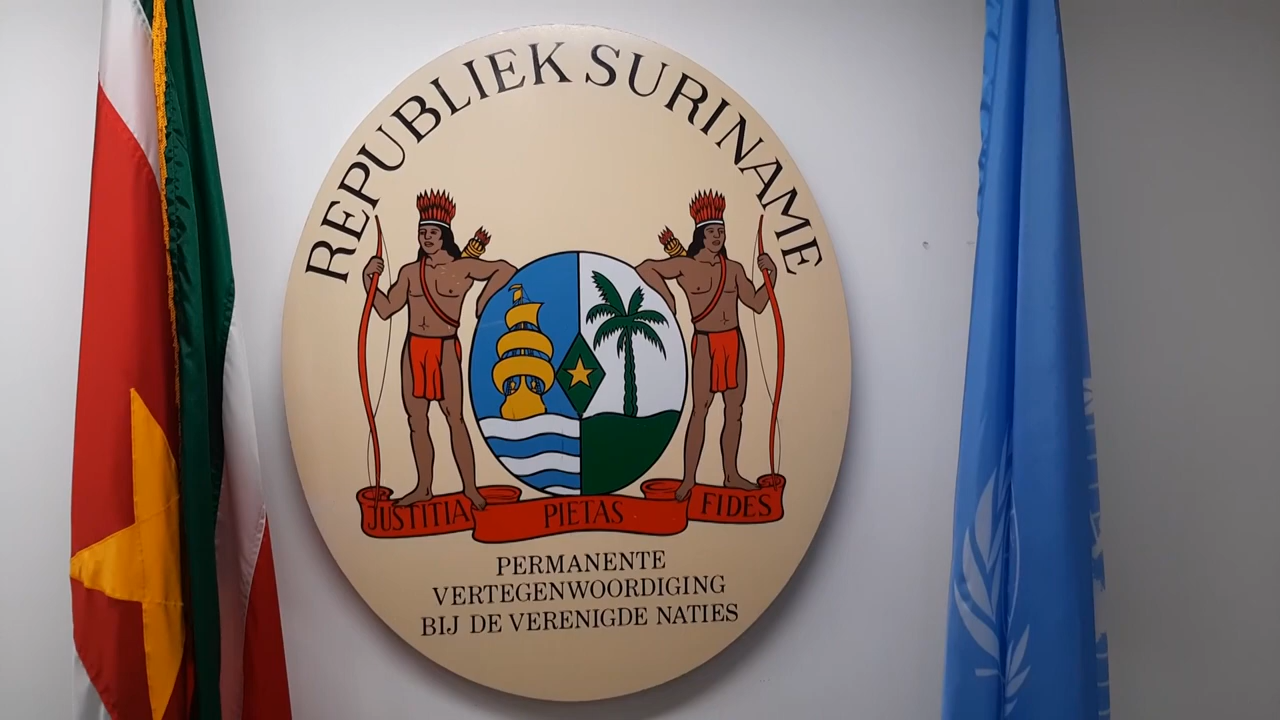 REPUBLIEK SURINAME
JUSTITIA PIETAS FIDES
PERMANENTE
VERTEGENWOORDIGING
BIJ DE VERENIGDE NATIES